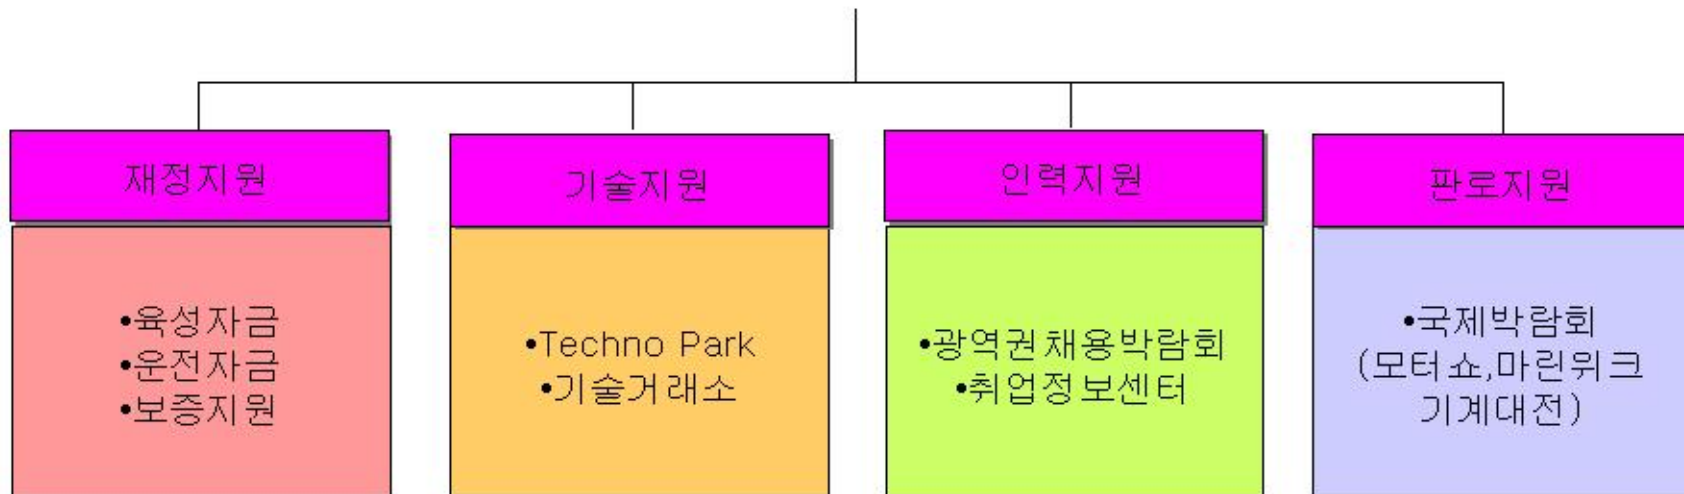 재정지원
•육성자금
•운전자금
•보증지원
기술지원
•Techno Park
•기술거래소
인력지원
•광역권채용박람회
•취업정보센터
판로지원
•국제박람회
(모터쇼,마린위크
기계대전)